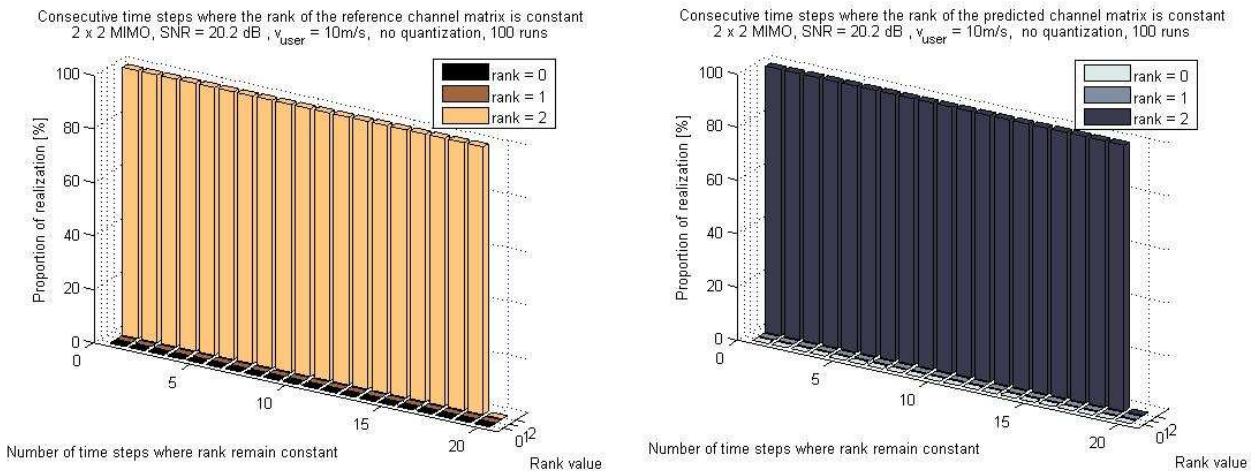 Consecutive time steps where the rank of the reference channel matrix is constant
2 x 2 MIMO, SNR = 20.2 dB , v_user = 10m/s, no quantization, 100 runs
rank = 0
rank = 1
rank = 2
Proportion of realization [%]
100
80
60
40
20
0
0
5
10
15
20
0
1
2
Number of time steps where rank remain constant
Rank value
Consecutive time steps where the rank of the predicted channel matrix is constant
2 x 2 MIMO, SNR = 20.2 dB , v_user = 10m/s, no quantization, 100 runs
rank = 0
rank = 1
rank = 2
Proportion of realization [%]
100
80
60
40
20
0
0
5
10
15
20
0
1
2
Number of time steps where rank remain constant
Rank value